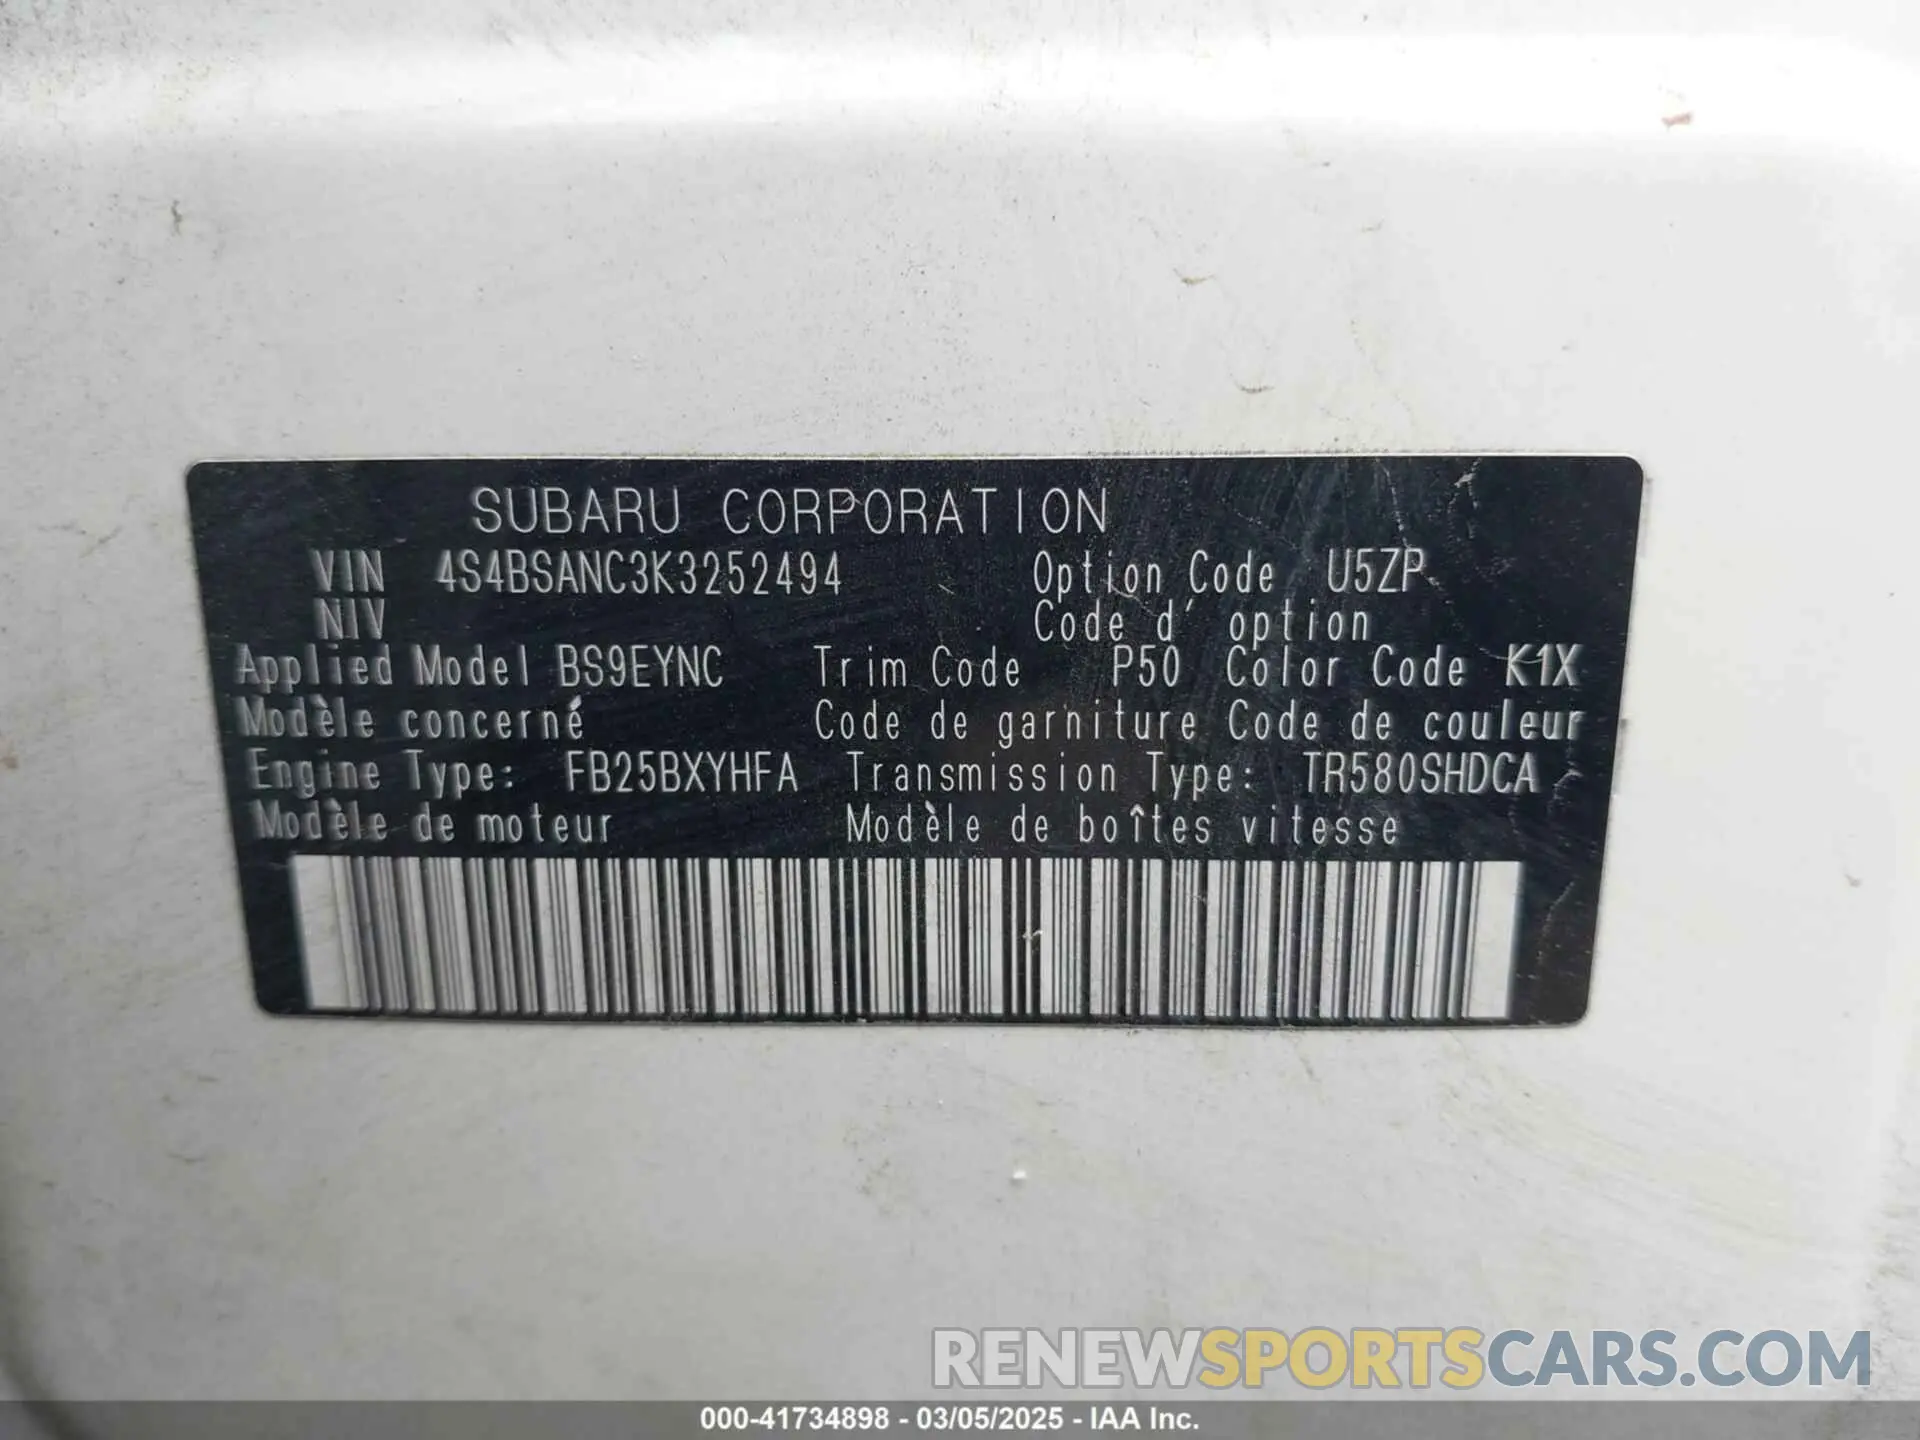 SUBARU CORPORATION
VIN 4S4BSANC3K3252494 Option Code U5ZP
NIV Code d' option
Applied Model BS9EYNC Trim Code P50 Color Code K1X
Modèle concerné Code de garniture Code de couleur
Engine Type: FB25BXYHFA Transmission Type: TR580SHDCA
Modèle de moteur Modèle de boîtes vitesse
RENEWSPORTSCARS.COM
000-41734898 - 03/05/2025 - IAA Inc.